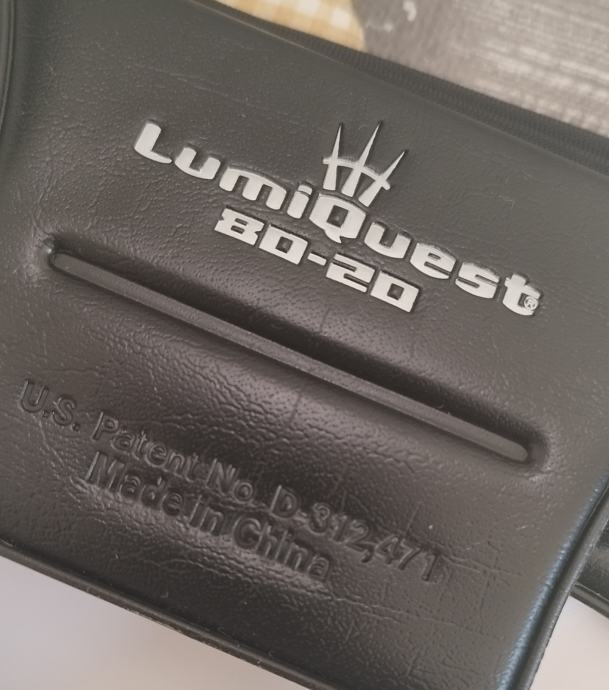 LumiQuest®
80-20
U.S. Patent No. D-312,471
Made in China